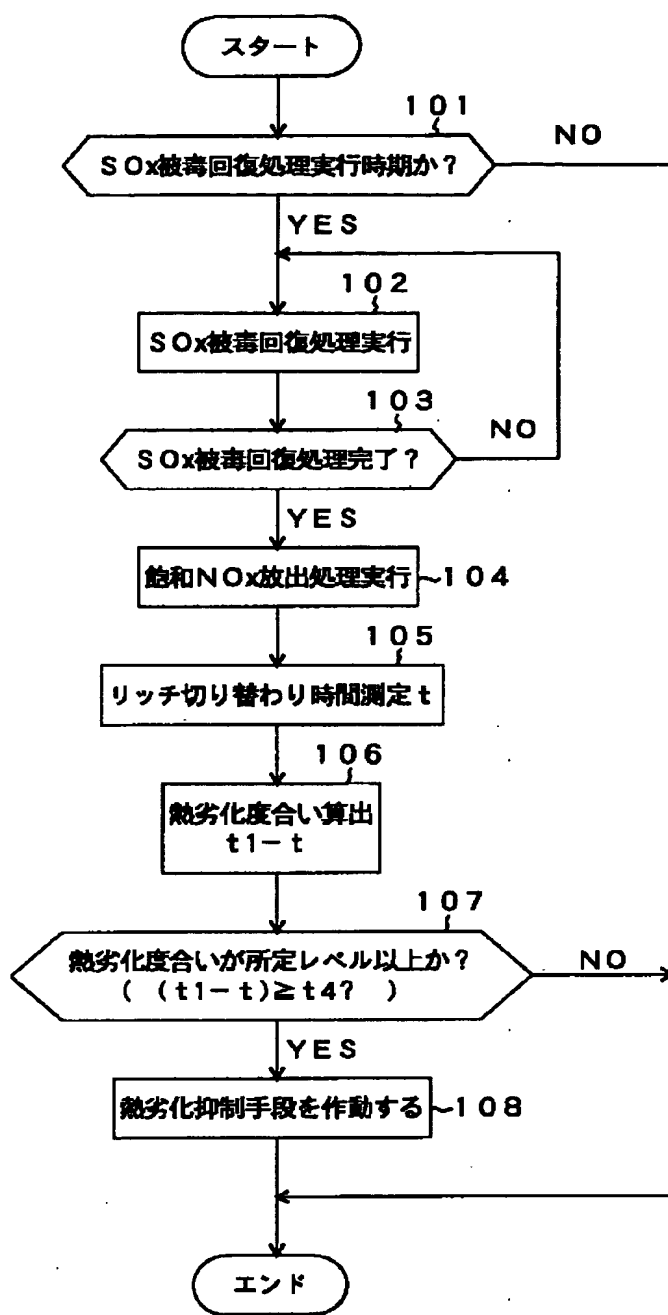 スタート
101
SOx被毒回復処理実行時期か?
NO
YES
102
SOx被毒回復処理実行
103
SOx被毒回復処理完了?
NO
YES
飽和NOx放出処理実行
104
105
リッチ切り替わり時間測定t
106
熱劣化度合い算出
t1-t
107
熱劣化度合いが所定レベル以上か?
( (t1-t)≧t4? )
NO
YES
熱劣化抑制手段を作動する
108
エンド